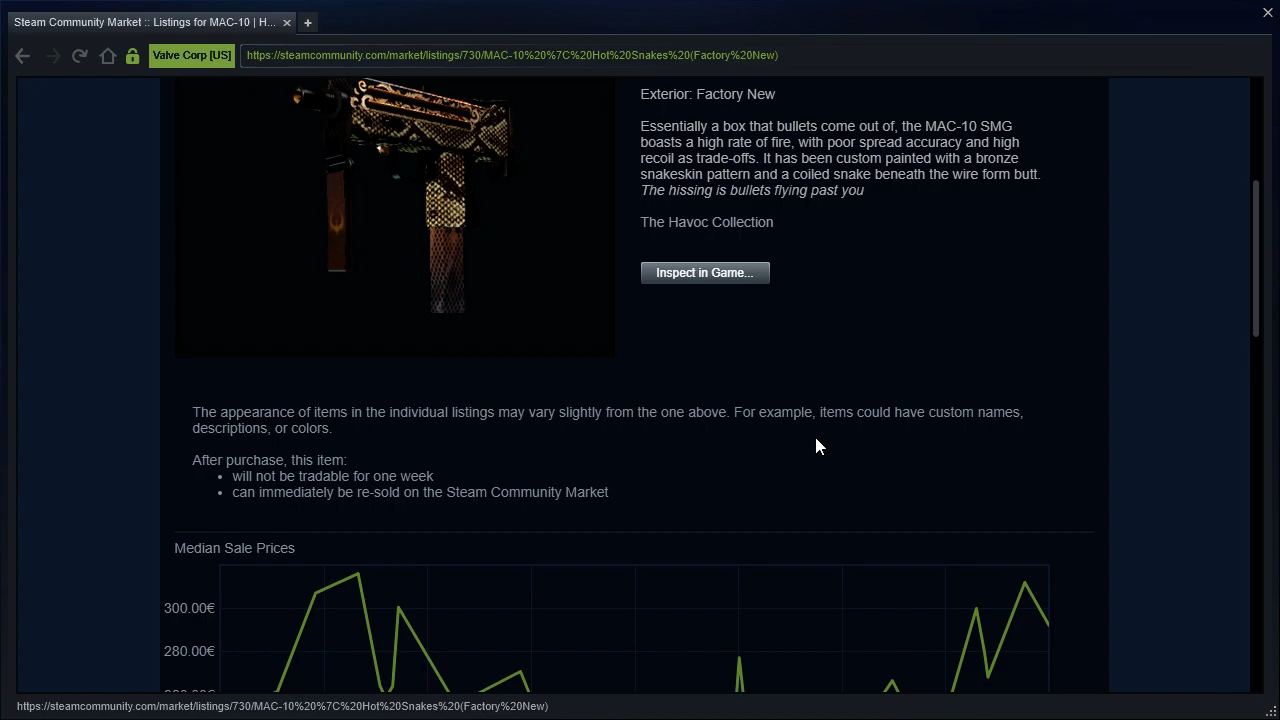 Steam Community Market :: Listings for MAC-10 | H...
Valve Corp [US]
https://steamcommunity.com/market/listings/730/MAC-10%20%7C%20Hot%20Snakes%20(Factory%20New)
Exterior: Factory New
Essentially a box that bullets come out of, the MAC-10 SMG
boasts a high rate of fire, with poor spread accuracy and high
recoil as trade-offs. It has been custom painted with a bronze
snakeskin pattern and a coiled snake beneath the wire form butt.
The hissing is bullets flying past you
The Havoc Collection
Inspect in Game...
The appearance of items in the individual listings may vary slightly from the one above. For example, items could have custom names,
descriptions, or colors.
After purchase, this item:
• will not be tradable for one week
• can immediately be re-sold on the Steam Community Market
Median Sale Prices
300.00€
280.00€
https://steamcommunity.com/market/listings/730/MAC-10%20%7C%20Hot%20Snakes%20(Factory%20New)